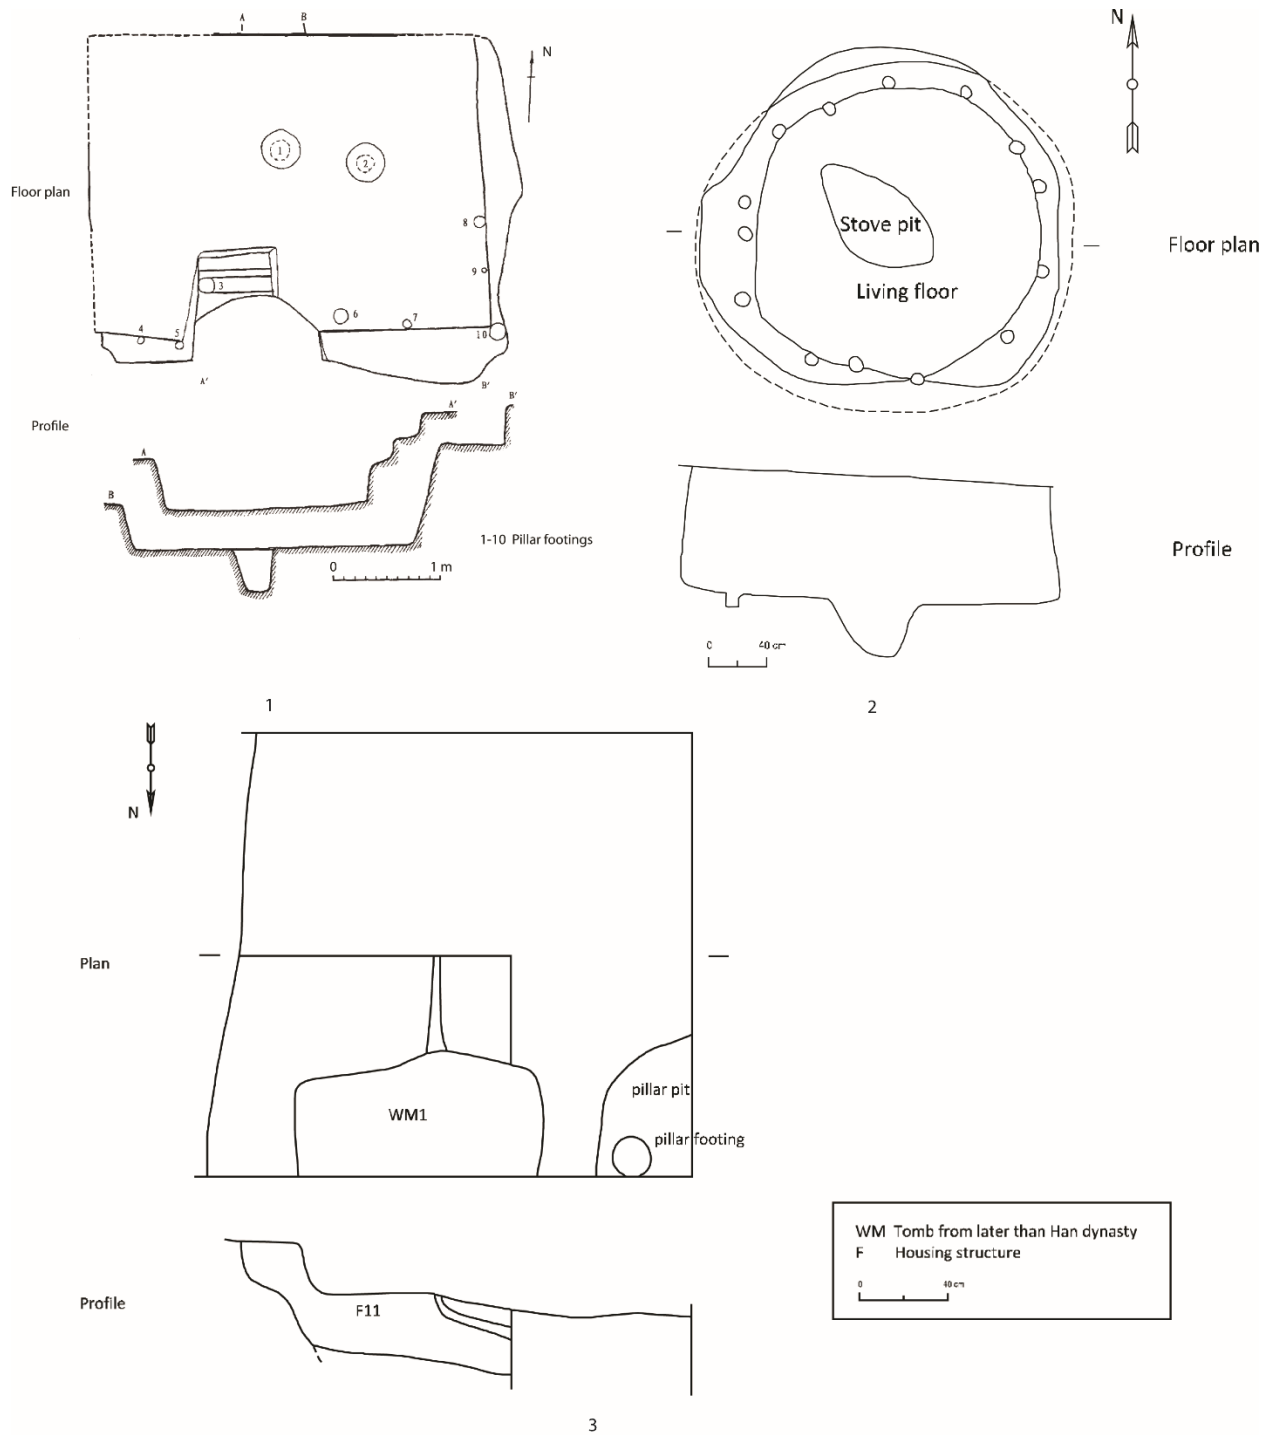 A B
N
1
2
Floor plan
8
9
3
6
7
4
5
10
A'
B'
Profile
A'
B'
A
B
1-10 Pillar footings
0 1 m
1
N
Stove pit
Living floor
Floor plan
Profile
0 40 cm
2
N
Plan
pillar pit
WM1
pillar footing
Profile
F11
WM Tomb from later than Han dynasty
F Housing structure
0 40 cm
3